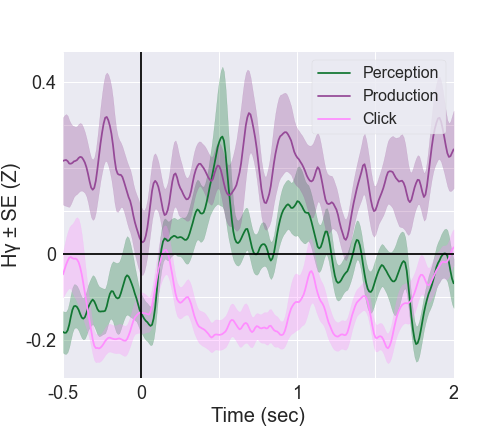 Perception
Production
Click
Hγ ± SE (Z)
0.4
0
-0.2
-0.5
0
1
2
Time (sec)